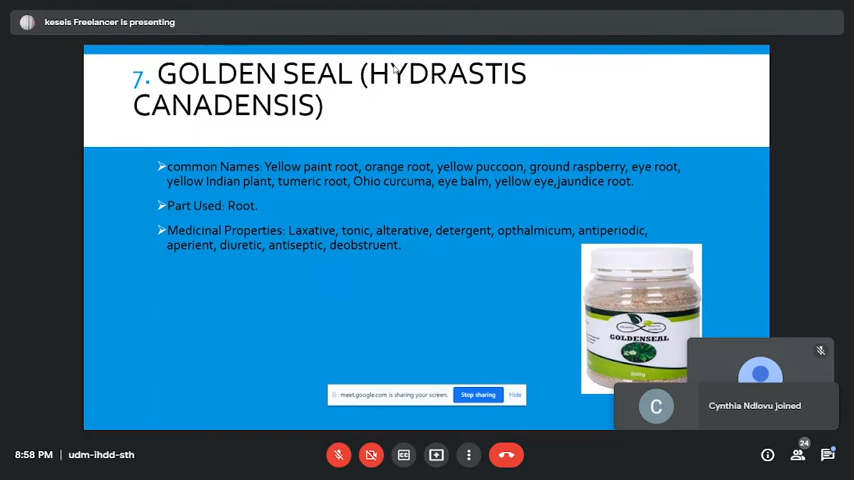 keseis Freelancer is presenting
7. GOLDEN SEAL (HYDRASTIS
CANADENSIS)
➢common Names: Yellow paint root, orange root, yellow puccoon, ground raspberry, eye root,
yellow Indian plant, tumeric root, Ohio curcuma, eye balm, yellow eye,jaundice root.
➢Part Used: Root.
➢Medicinal Properties: Laxative, tonic, alterative, detergent, opthalmicum, antiperiodic,
aperient, diuretic, antiseptic, deobstruent.
GOLDENSEAL
500g
meet.google.com is sharing your screen.
Stop sharing
Hide
C
Cynthia Ndlovu joined
8:58 PM
udm-ihdd-sth
24